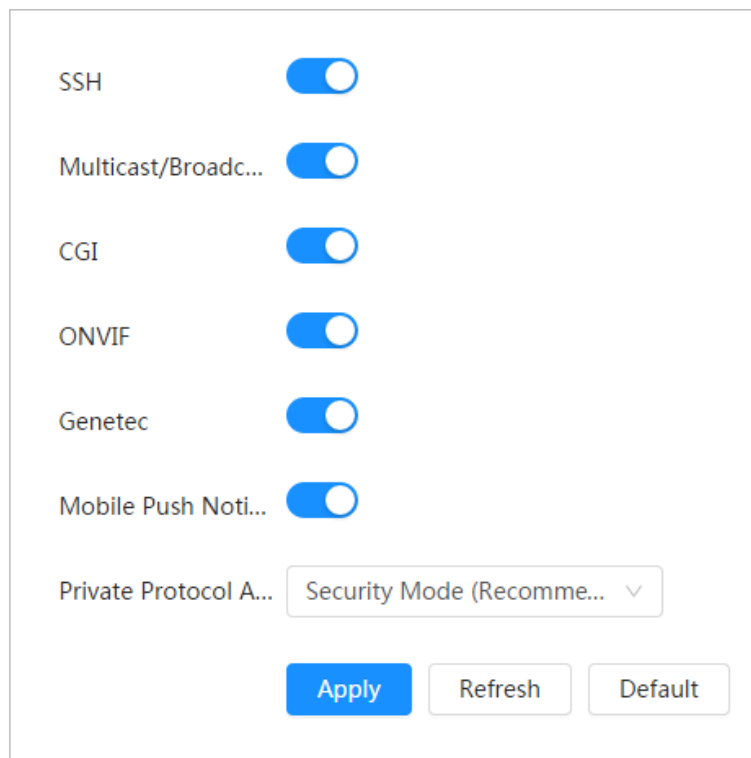 SSH
Multicast/Broadc...
CGI
ONVIF
Genetec
Mobile Push Noti...
Private Protocol A... Security Mode (Recomme...
Apply Refresh Default